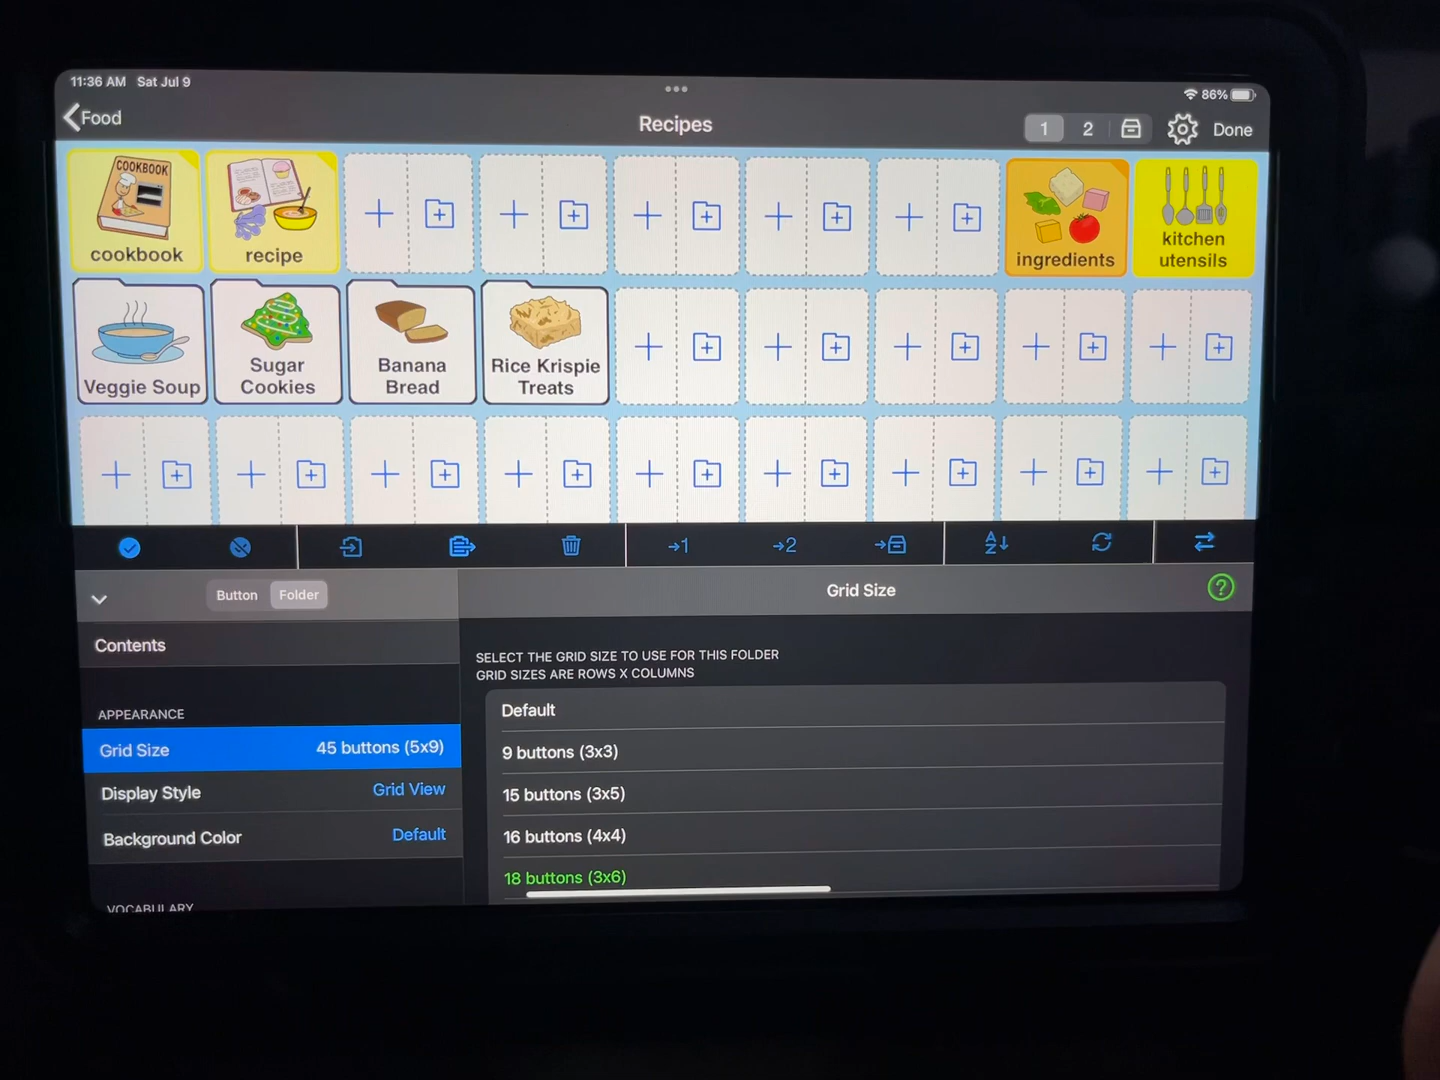 11:36 AM Sat Jul 9
86%
Food
Recipes
1
2
Done
COOKBOOK
cookbook
recipe
ingredients
kitchen
utensils
Veggie Soup
Sugar
Cookies
Banana
Bread
Rice Krispie
Treats
→1
→2
A
Z
Button
Folder
Grid Size
?
Contents
SELECT THE GRID SIZE TO USE FOR THIS FOLDER
GRID SIZES ARE ROWS X COLUMNS
APPEARANCE
Default
Grid Size 45 buttons (5x9)
9 buttons (3x3)
Display Style Grid View
15 buttons (3x5)
Background Color Default
16 buttons (4x4)
18 buttons (3x6)
VOCABULARY